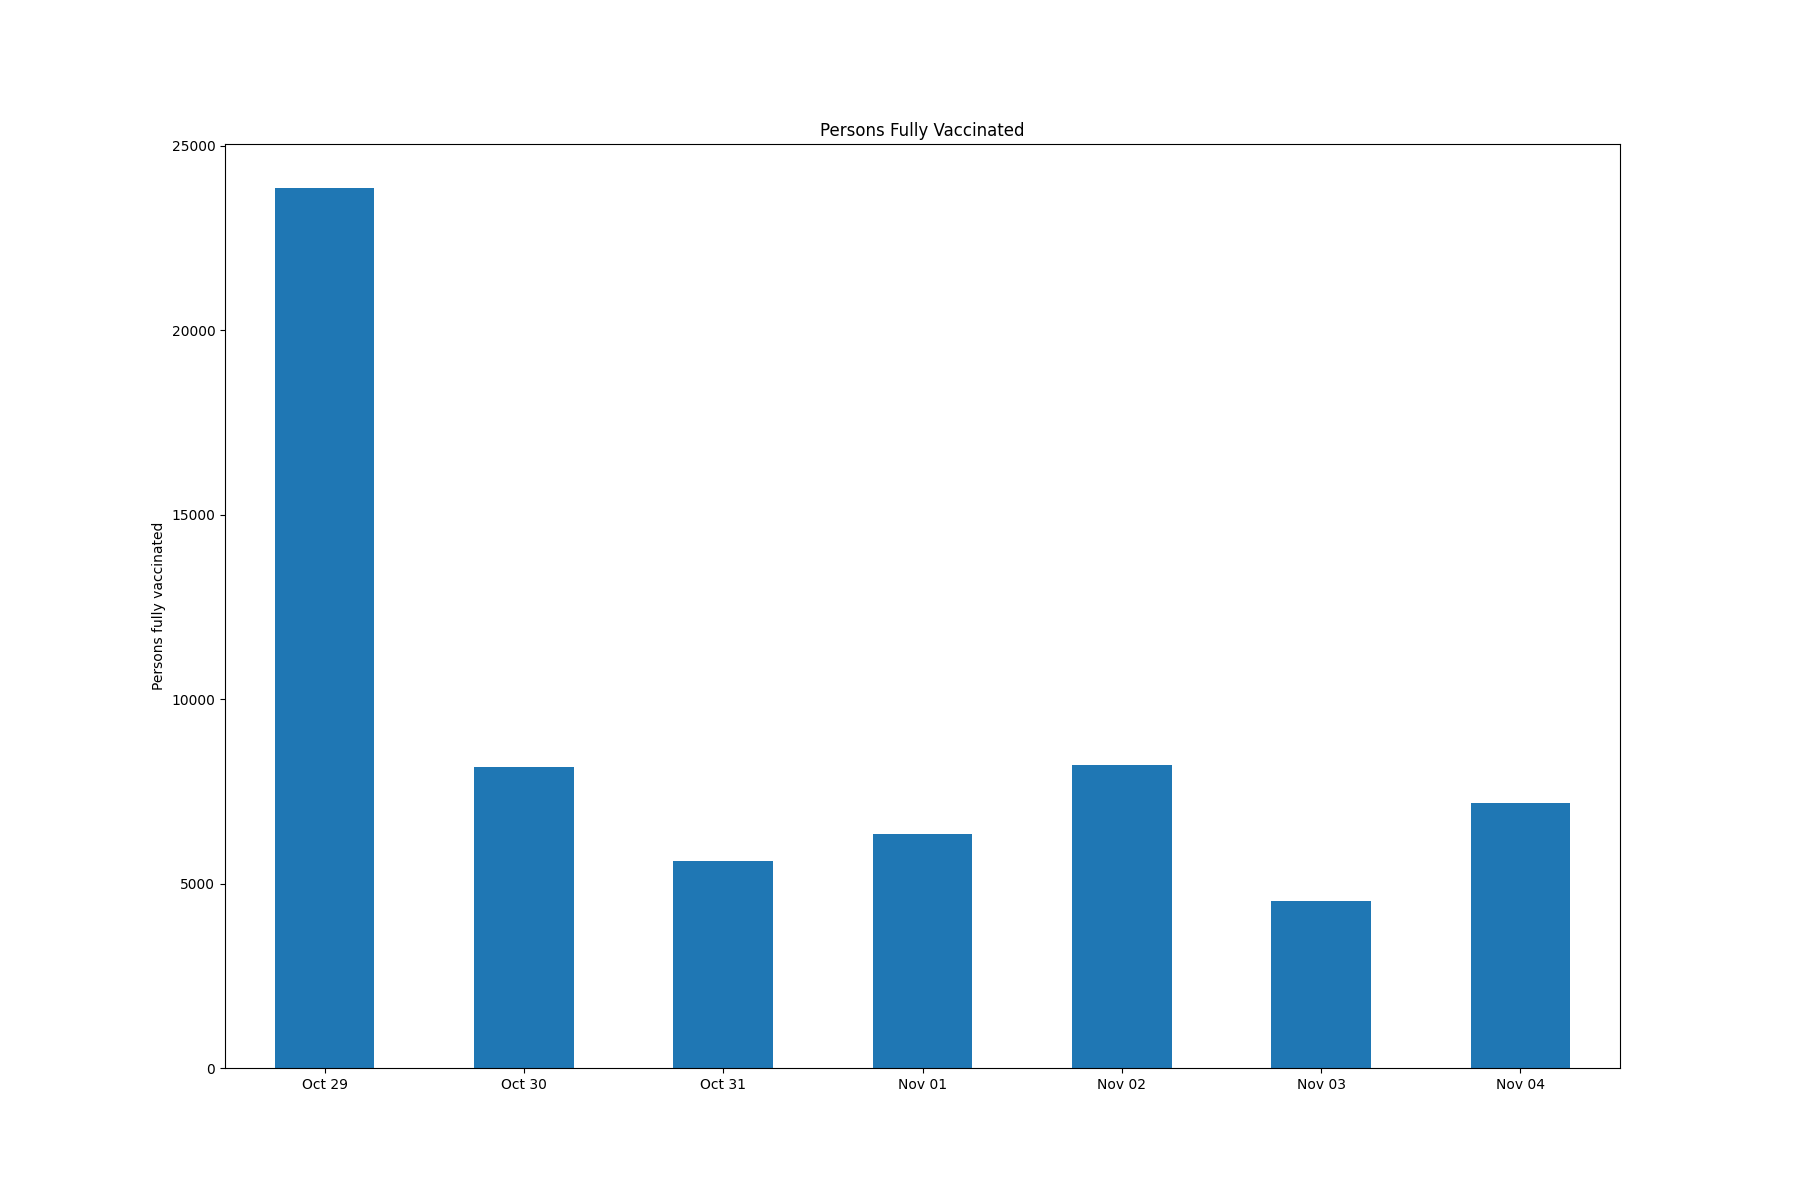 Persons Fully Vaccinated
Persons fully vaccinated
25000
20000
15000
10000
5000
0
Oct 29 Oct 30 Oct 31 Nov 01 Nov 02 Nov 03 Nov 04